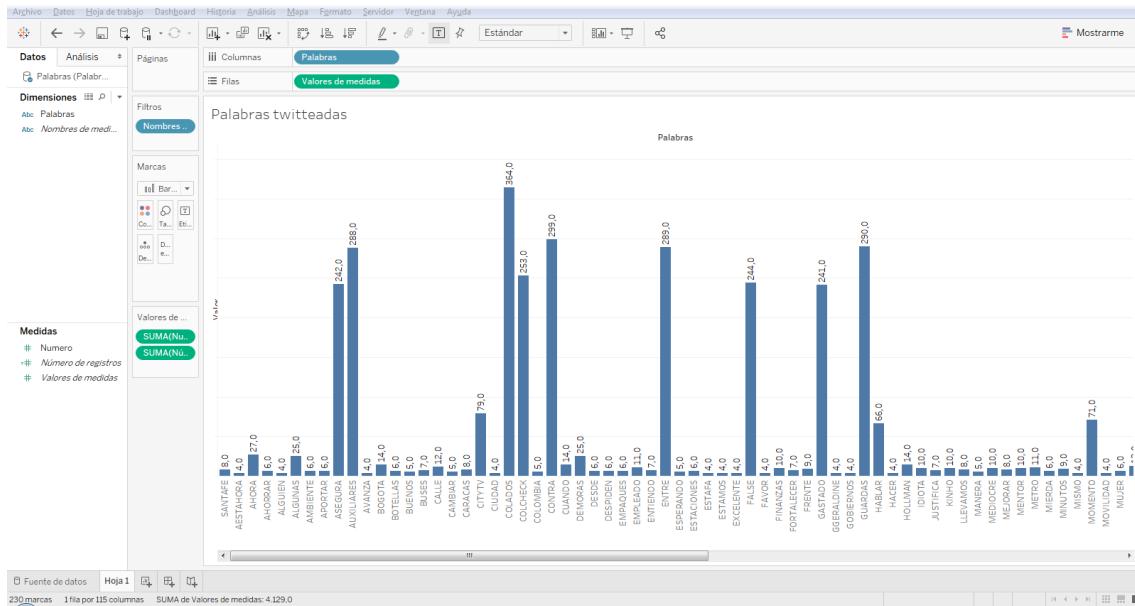 Archivo Datos Hoja de trabajo Dashboard Historia Análisis Mapa Formato Servidor Ventana Ayuda
Estándar
Mostrarme
Datos Análisis
Páginas
Columnas
Palabras
Palabras (Palabr...
Filas
Valores de medidas
Dimensiones
Abc Palabras
Abc Nombres de medi...
Filtros
Nombres ..
Palabras twitteadas
Palabras
Marcas
Bar...
Co... Ta... Eti...
De... D... e...
Valores de ...
SUMA(Nu..
SUMA(Nú..
Medidas
# Numero
=# Número de registros
# Valores de medidas
Valor
8,0
4,0
27,0
6,0
4,0
25,0
6,0
6,0
242,0
288,0
4,0
14,0
6,0
5,0
7,0
12,0
5,0
8,0
79,0
4,0
364,0
253,0
5,0
299,0
14,0
25,0
6,0
6,0
6,0
11,0
7,0
289,0
5,0
6,0
4,0
4,0
4,0
244,0
4,0
10,0
7,0
9,0
241,0
4,0
5,0
290,0
66,0
4,0
14,0
10,0
7,0
10,0
8,0
5,0
10,0
8,0
10,0
11,0
6,0
9,0
4,0
71,0
4,0
6,0
SANTAFE
AESTAHORA
AHORA
AHORRAR
ALGUIEN
ALGUNAS
AMBIENTE
APORTAR
ASEGURA
AUXILIARES
AVANZA
BOGOTA
BOTELLAS
BUENOS
BUSES
CALLE
CAMBIAR
CARACAS
CITYTV
CIUDAD
COLADOS
COLCHECK
COLOMBIA
CONTRA
CUANDO
DEMORAS
DESDE
DESPIDEN
EMPAQUES
EMPLEADO
ENTIENDO
ENTRE
ESPERANDO
ESTACIONES
ESTAFA
ESTAMOS
EXCELENTE
FALSE
FAVOR
FINANZAS
FORTALECER
FRENTE
GASTADO
GGERALDINE
GOBIERNOS
GUARDAS
HABLAR
HACER
HOLLMAN
IDIOTA
JUSTIFICA
KINHO
LLEVAMOS
MANERA
MEDIOCRE
MEJORAR
MENTOR
METRO
MIERDA
MINUTOS
MISMO
MOMENTO
MOVILIDAD
MUJER
Fuente de datos Hoja 1
230 marcas 1 fila por 115 columnas SUMA de Valores de medidas: 4.129,0